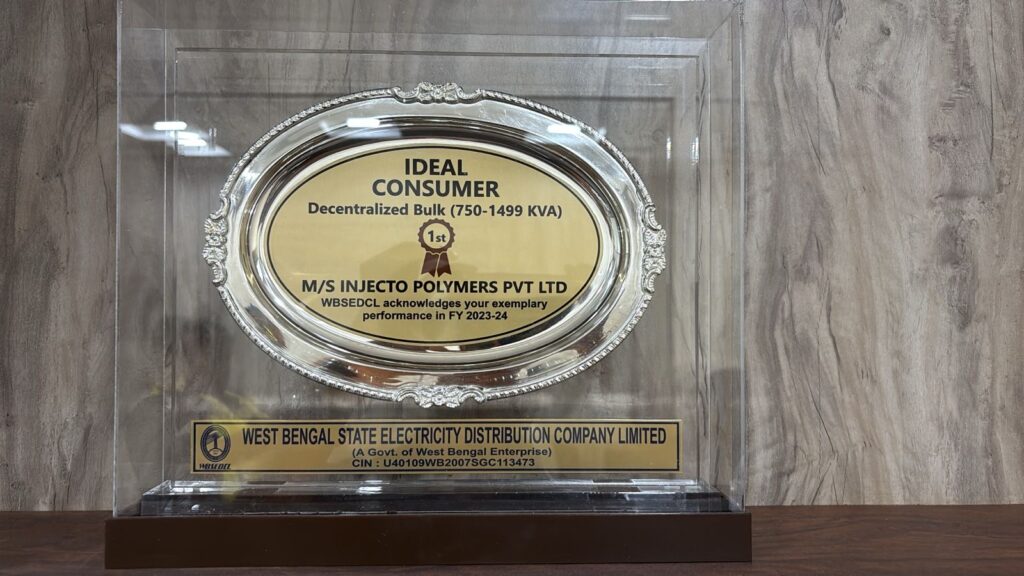 IDEAL
CONSUMER
Decentralized Bulk (750-1499 KVA)
1st
M/S INJECTO POLYMERS PVT LTD
WBSEDCL acknowledges your exemplary
performance in FY 2023-24
WEST BENGAL STATE ELECTRICITY DISTRIBUTION COMPANY LIMITED
(A Govt. of West Bengal Enterprise)
CIN : U40109WB2007SGC113473
WBSEDCL